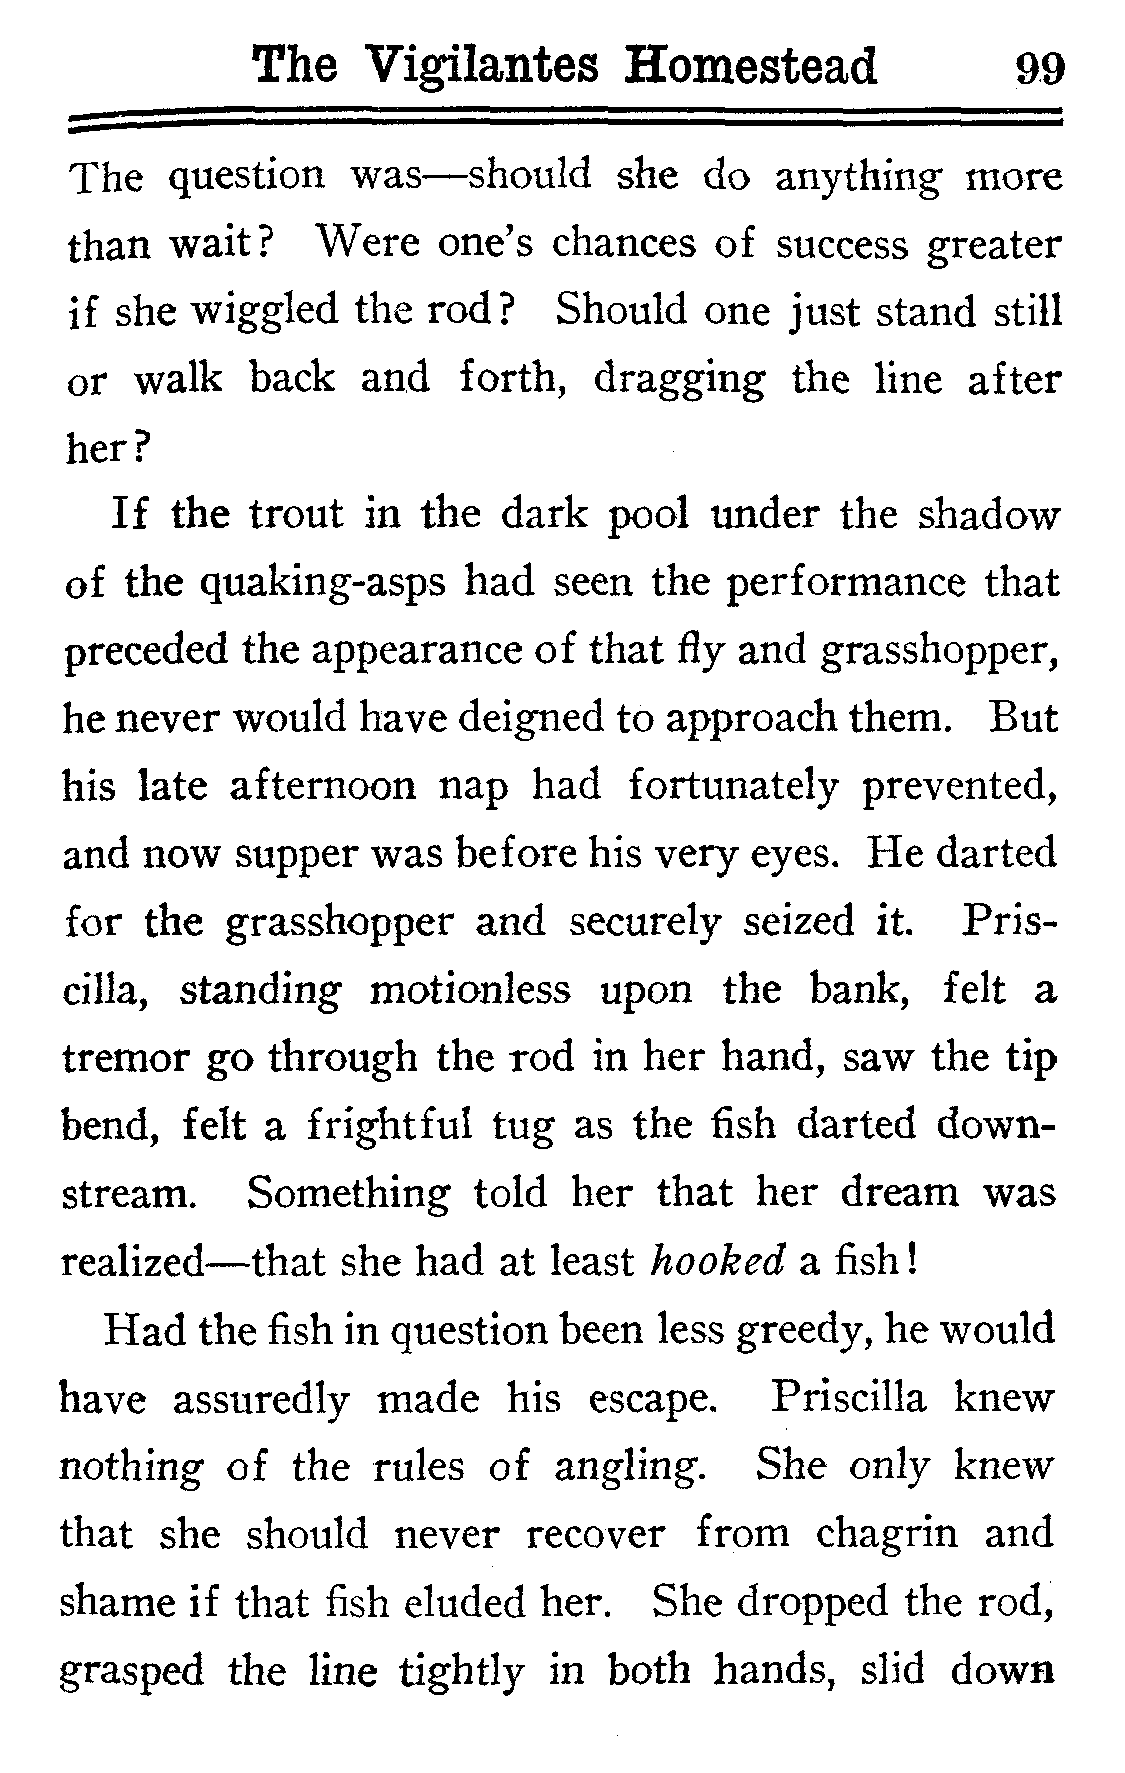 The Vigilantes Homestead 99
The question was—should she do anything more
than wait? Were one's chances of success greater
if she wiggled the rod? Should one just stand still
or walk back and forth, dragging the line after
her?
If the trout in the dark pool under the shadow
of the quaking-asps had seen the performance that
preceded the appearance of that fly and grasshopper,
he never would have deigned to approach them. But
his late afternoon nap had fortunately prevented,
and now supper was before his very eyes. He darted
for the grasshopper and securely seized it. Pris-
cilla, standing motionless upon the bank, felt a
tremor go through the rod in her hand, saw the tip
bend, felt a frightful tug as the fish darted down-
stream. Something told her that her dream was
realized—that she had at least hooked a fish!
Had the fish in question been less greedy, he would
have assuredly made his escape. Priscilla knew
nothing of the rules of angling. She only knew
that she should never recover from chagrin and
shame if that fish eluded her. She dropped the rod,
grasped the line tightly in both hands, slid down